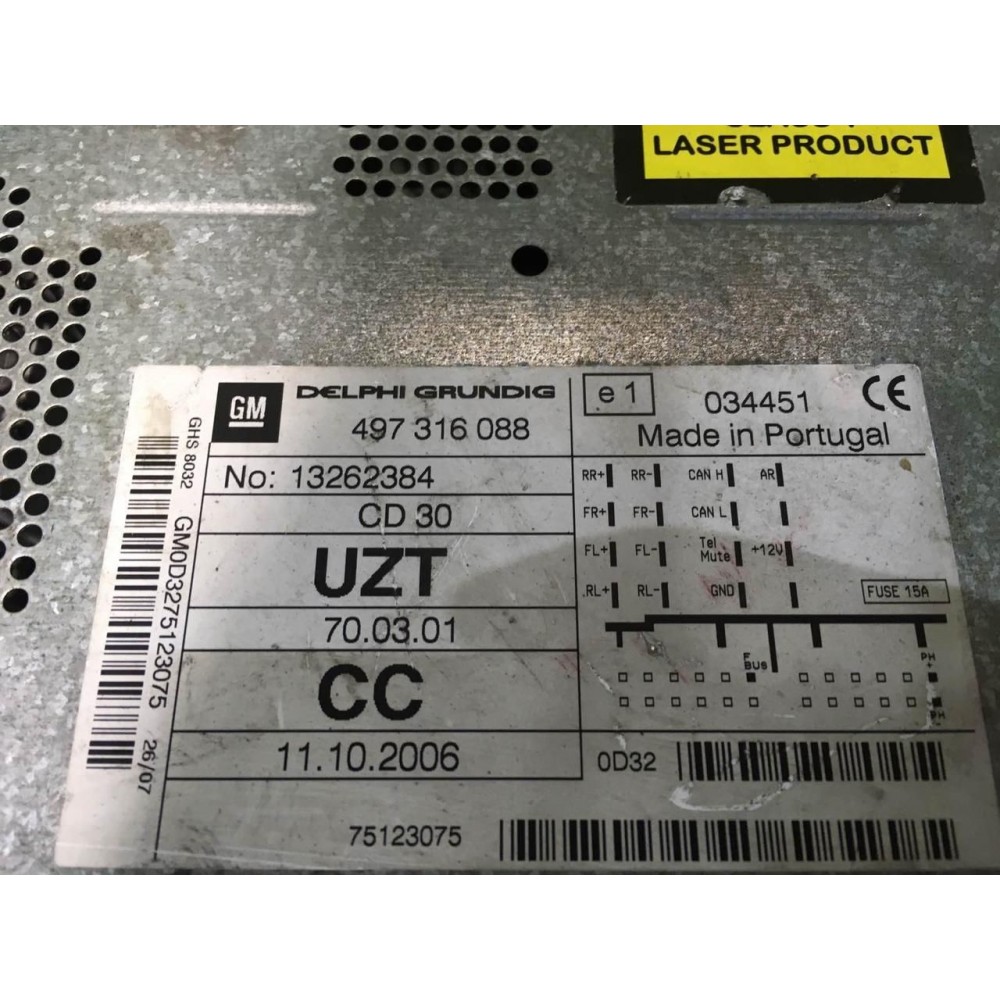 LASER PRODUCT
GM
DELPHI GRUNDIG
497 316 088
e1
034451
CE
Made in Portugal
No: 13262384
CD 30
UZT
70.03.01
CC
11.10.2006
RR+ RR- CAN H AR
FR+ FR- CAN L
FL+ FL- Tel Mute +12V
RL+ RL- GND
FUSE 15A
F BUS
PH +
PH -
0D32
75123075
GHS 8032 GM0D3275123075 26/07